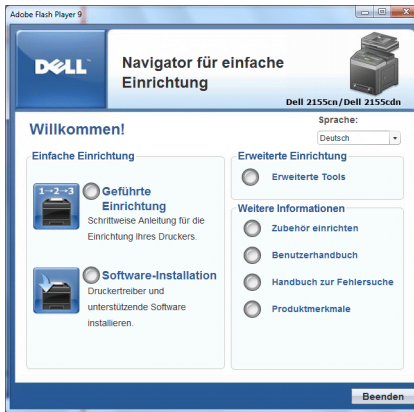 Adobe Flash Player 9
DELL
Navigator für einfache
Einrichtung
Dell 2155cn/Dell 2155cdn
Willkommen!
Sprache:
Deutsch
Einfache Einrichtung
1→2→3
Geführte
Einrichtung
Schrittweise Anleitung für die
Einrichtung Ihres Druckers.
Software-Installation
Druckertreiber und
unterstützende Software
installieren.
Erweiterte Einrichtung
Erweiterte Tools
Weitere Informationen
Zubehör einrichten
Benutzerhandbuch
Handbuch zur Fehlersuche
Produktmerkmale
Beenden